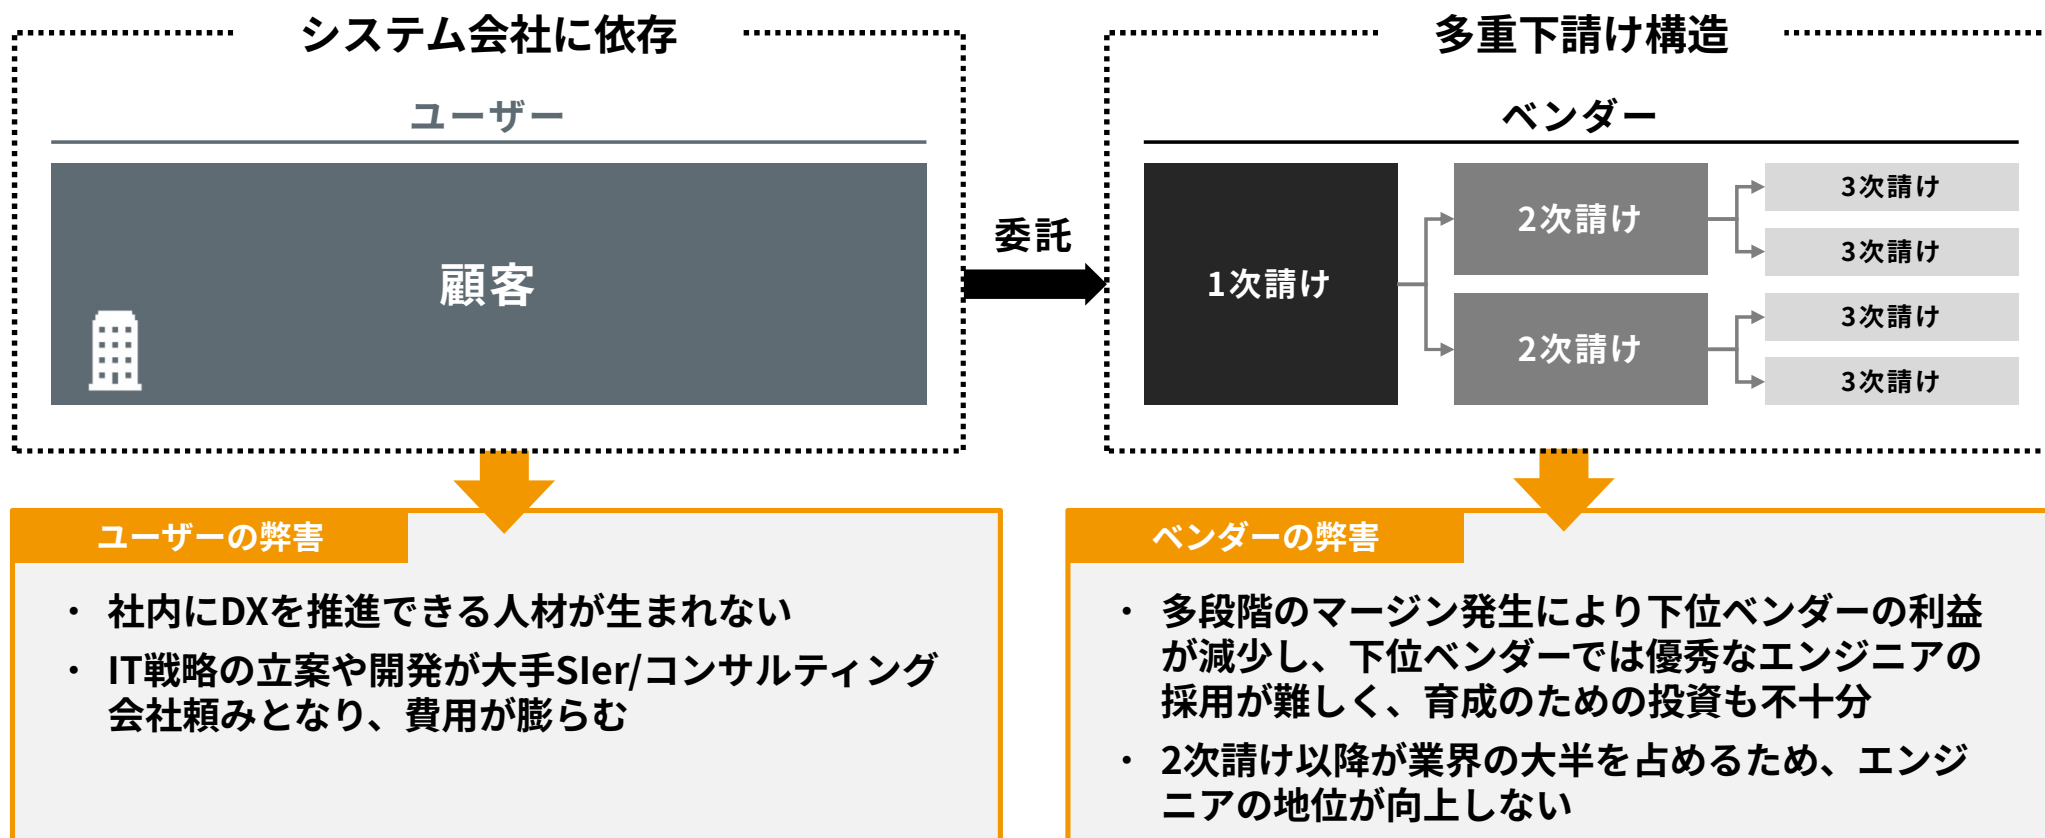 システム会社に依存
ユーザー
顧客
委託
多重下請け構造
ベンダー
1次請け
2次請け
2次請け
3次請け
3次請け
3次請け
3次請け
ユーザーの弊害
・ 社内にDXを推進できる人材が生まれない
・ IT戦略の立案や開発が大手SIer/コンサルティング
会社頼みとなり、費用が膨らむ
ベンダーの弊害
・ 多段階のマージン発生により下位ベンダーの利益
が減少し、下位ベンダーでは優秀なエンジニアの
採用が難しく、育成のための投資も不十分
・ 2次請け以降が業界の大半を占めるため、エンジ
ニアの地位が向上しない